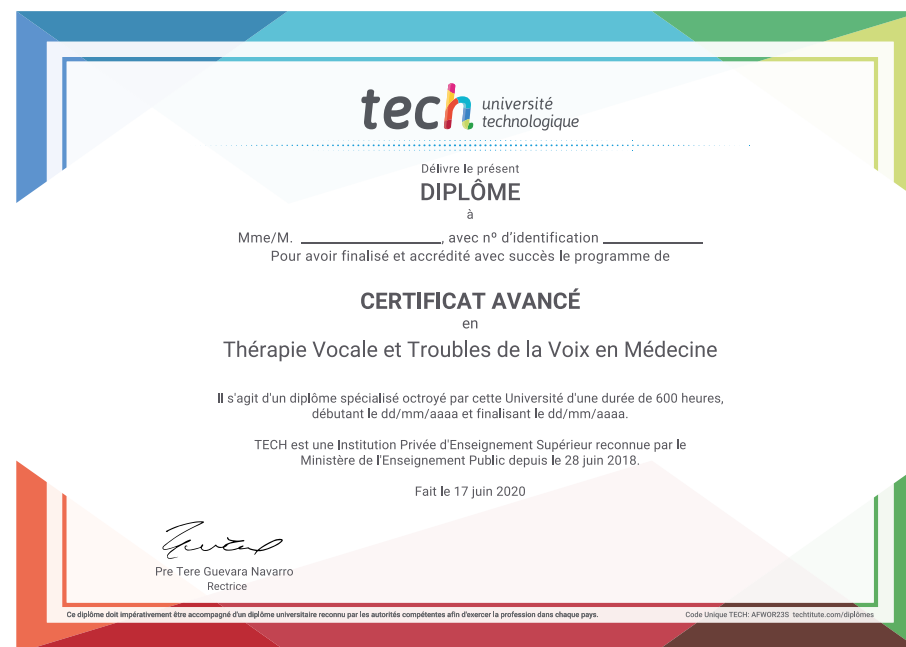 tech université
technologique
Délivre le présent
DIPLÔME
à
Mme/M. ____________________, avec nº d'identification ______________
Pour avoir finalisé et accrédité avec succès le programme de
CERTIFICAT AVANCÉ
en
Thérapie Vocale et Troubles de la Voix en Médecine
Il s'agit d'un diplôme spécialisé octroyé par cette Université d'une durée de 600 heures,
débutant le dd/mm/aaaa et finalisant le dd/mm/aaaa.
TECH est une Institution Privée d'Enseignement Supérieur reconnue par le
Ministère de l'Enseignement Public depuis le 28 juin 2018.
Fait le 17 juin 2020
Pre Tere Guevara Navarro
Rectrice
Ce diplôme doit impérativement être accompagné d'un diplôme universitaire reconnu par les autorités compétentes afin d'exercer la profession dans chaque pays.
Code Unique TECH: AFWOR23S techtitute.com/diplômes